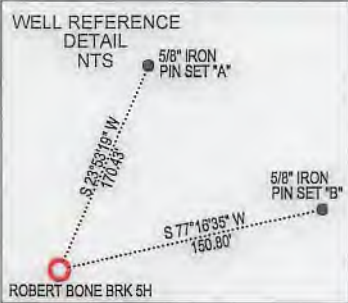 WELL REFERENCE
DETAIL
NTS
5/8" IRON
PIN SET "A"
S 23°53'19" W
170.43'
5/8" IRON
PIN SET "B"
S 77°16'35" W
150.80'
ROBERT BONE BRK 5H